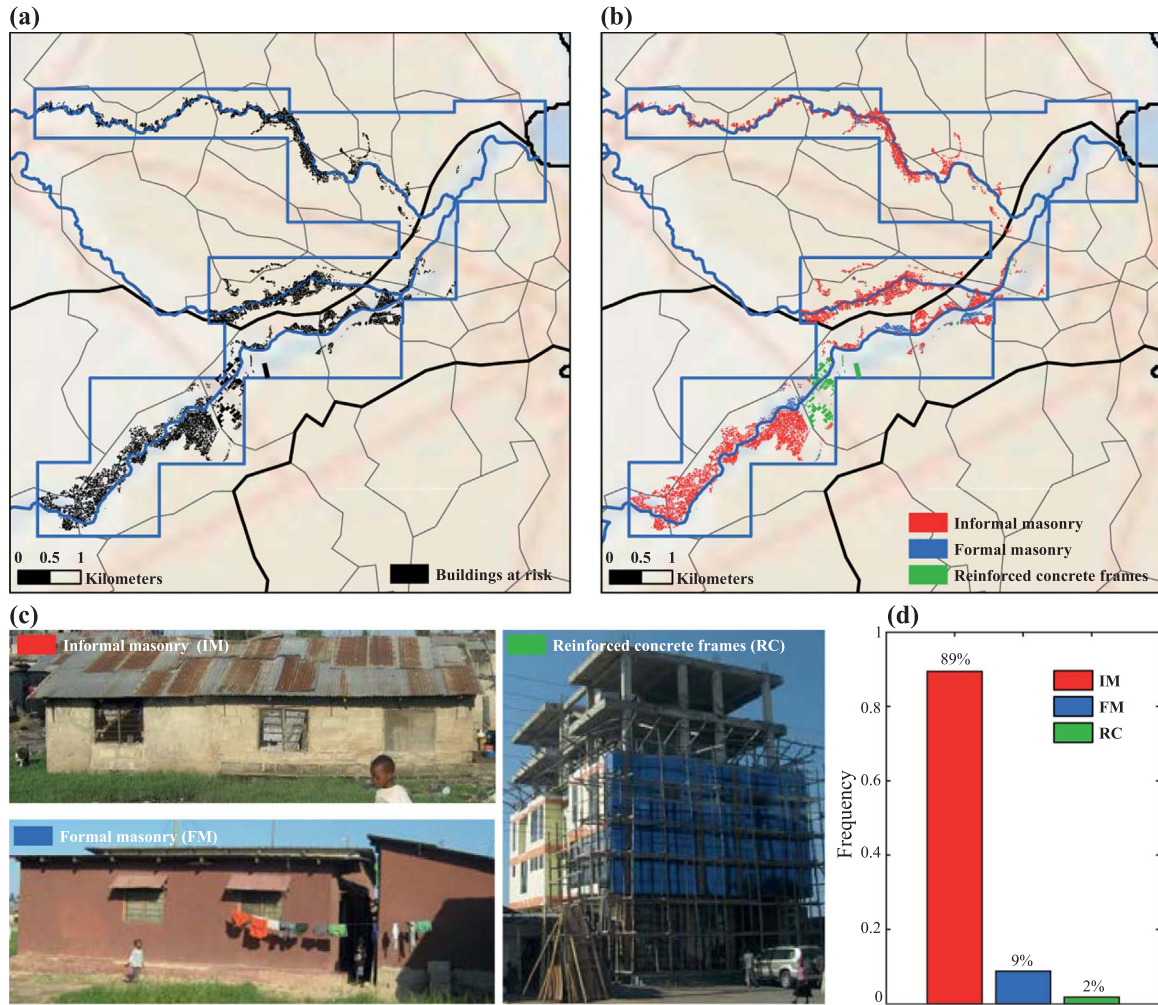 (a)
0 0.5 1
Kilometers
Buildings at risk
(b)
Informal masonry
Formal masonry
0 0.5 1
Kilometers
Reinforced concrete frames
(c)
Informal masonry (IM)
Formal masonry (FM)
Reinforced concrete frames (RC)
(d)
1
0.8
0.6
0.4
0.2
0
Frequency
89%
9%
2%
IM
FM
RC